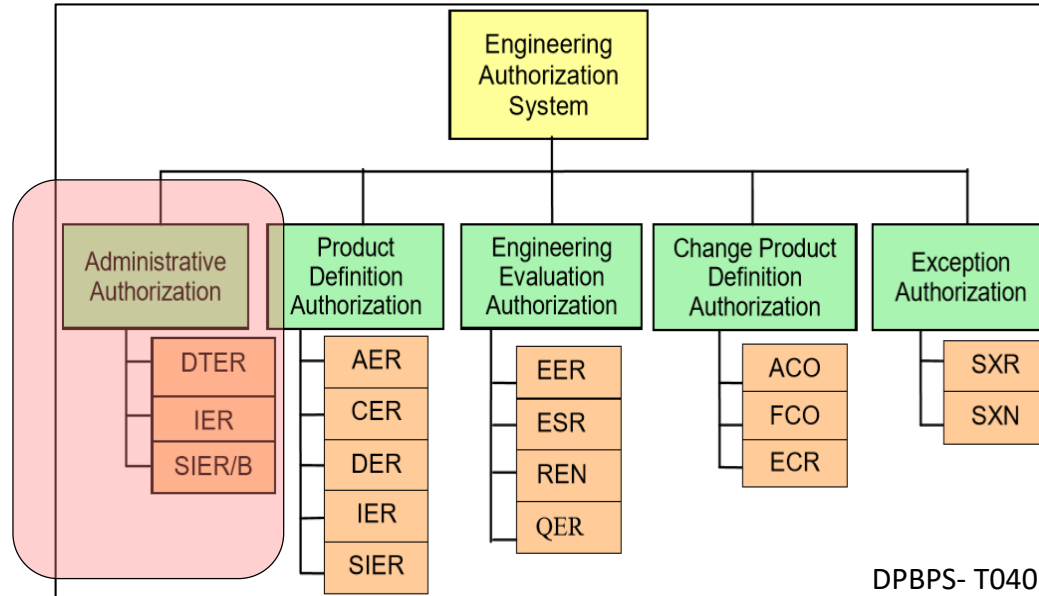 Engineering
Authorization
System
Administrative
Authorization
DTER
IER
SIER/B
Product
Definition
Authorization
AER
CER
DER
IER
SIER
Engineering
Evaluation
Authorization
EER
ESR
REN
QER
Change Product
Definition
Authorization
ACO
FCO
ECR
Exception
Authorization
SXR
SXN
DPBPS- T040